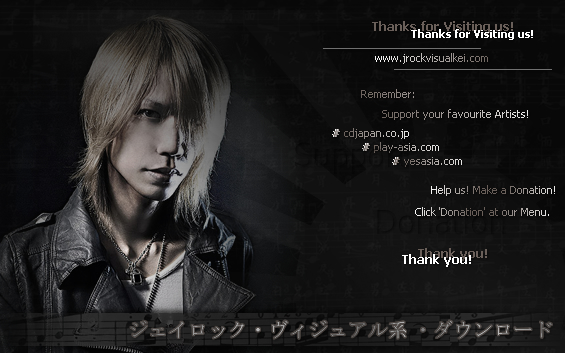 Thanks for Visiting us!
Thanks for Visiting us!
www.jrockvisualkei.com
Remember:
Support your favourite Artists!
# cdjapan.co.jp
# play-asia.com
# yesasia.com
Support
Help us! Make a Donation!
Click 'Donation' at our Menu.
Donation
Thank you!
Thank you!
ジェイロック・ヴィジュアル系・ダウンロード